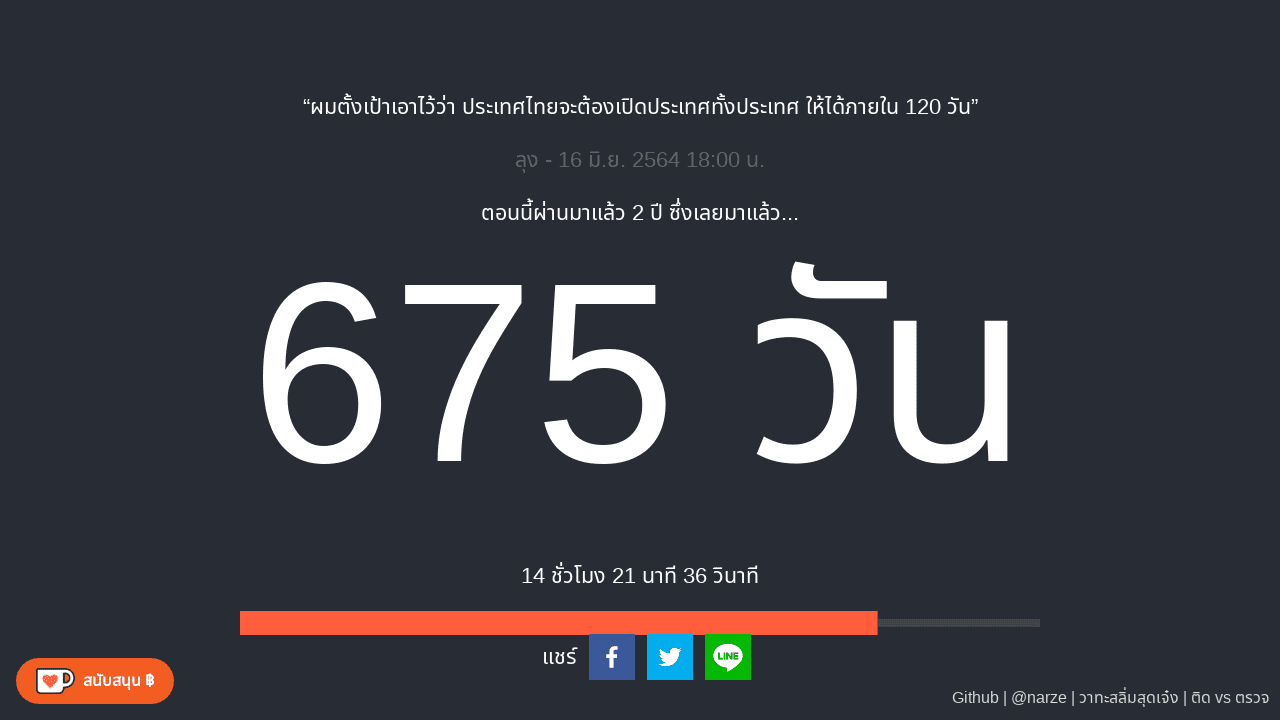 “ผมตั้งเป้าเอาไว้ว่า ประเทศไทยจะต้องเปิดประเทศทั้งประเทศ ให้ได้ภายใน 120 วัน”
ลุง - 16 มิ.ย. 2564 18:00 น.
ตอนนี้ผ่านมาแล้ว 2 ปี ซึ่งเลยมาแล้ว...
675 วัน
14 ชั่วโมง 21 นาที 36 วินาที
แชร์
LINE
สนับสนุน ฿
Github | @narze | วาทะสลิ่มสุดเจ๋ง | ติด vs ตรวจ